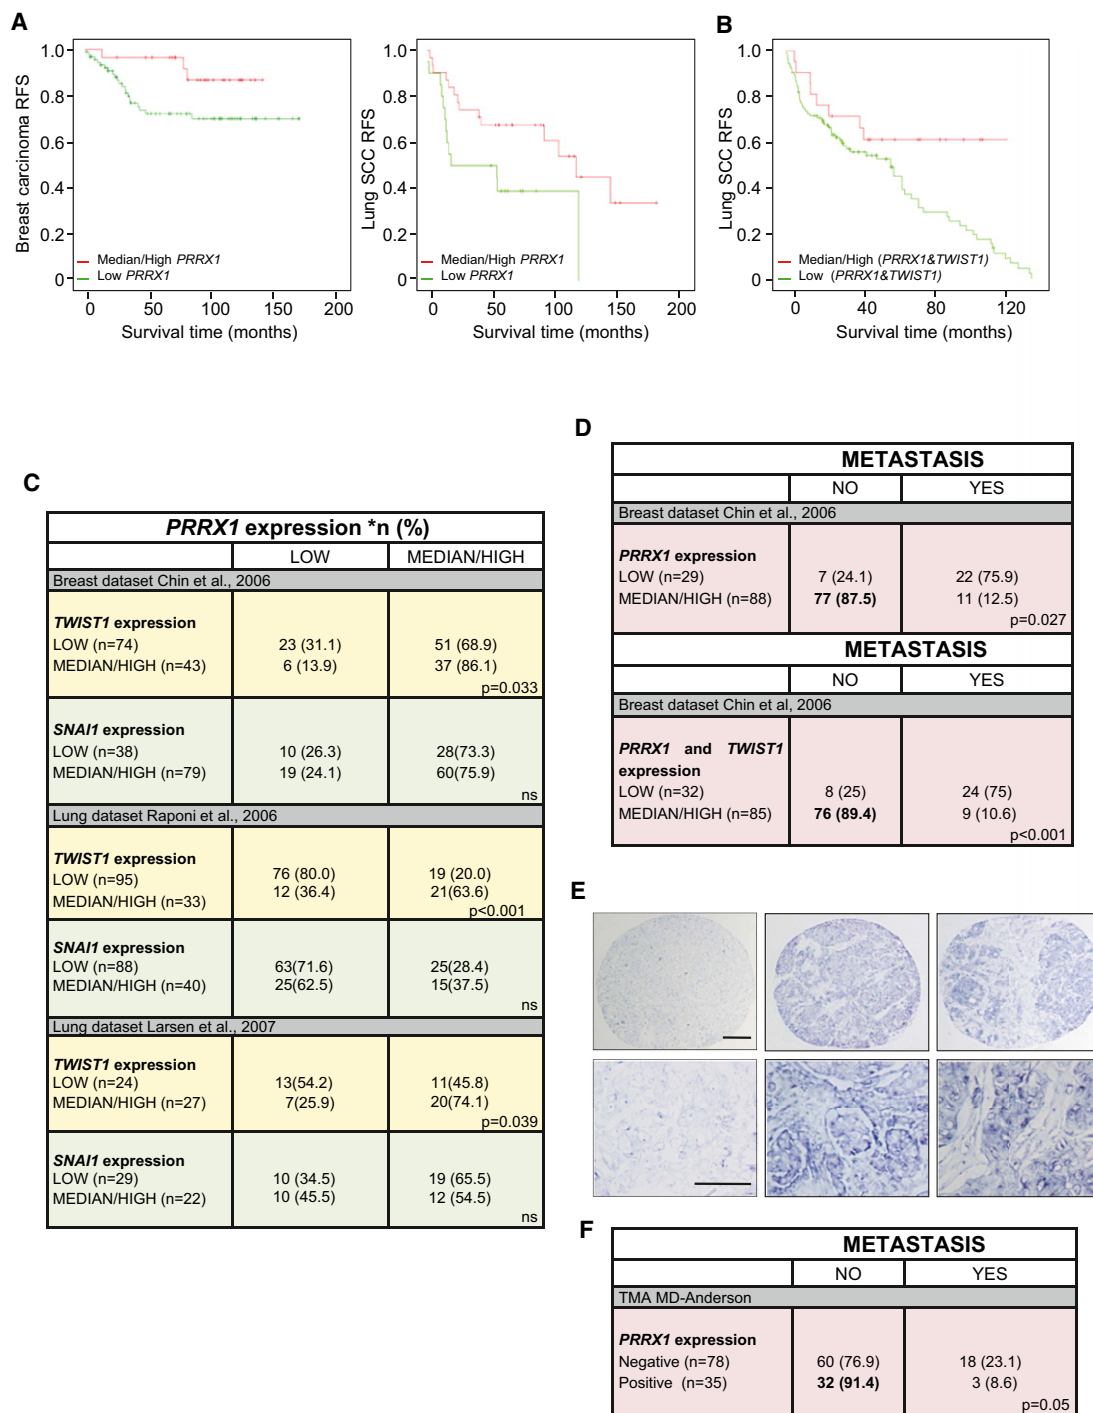 A
B
1.0
0.8
0.6
0.4
0.2
0
Breast carcinoma RFS
Median/High PRRX1
Low PRRX1
0 50 100 150 200
Survival time (months)
1.0
0.8
0.6
0.4
0.2
0
Lung SCC RFS
Median/High PRRX1
Low PRRX1
0 50 100 150 200
Survival time (months)
1.0
0.8
0.6
0.4
0.2
0
Lung SCC RFS
Median/High (PRRX1&TWIST1)
Low (PRRX1&TWIST1)
0 40 80 120
Survival time (months)
C
PRRX1 expression *n (%)
LOW MEDIAN/HIGH
Breast dataset Chin et al., 2006
TWIST1 expression
LOW (n=74) 23 (31.1) 51 (68.9)
MEDIAN/HIGH (n=43) 6 (13.9) 37 (86.1)
p=0.033
SNAI1 expression
LOW (n=38) 10 (26.3) 28(73.3)
MEDIAN/HIGH (n=79) 19 (24.1) 60(75.9)
ns
Lung dataset Raponi et al., 2006
TWIST1 expression
LOW (n=95) 76 (80.0) 19 (20.0)
MEDIAN/HIGH (n=33) 12 (36.4) 21(63.6)
p<0.001
SNAI1 expression
LOW (n=88) 63(71.6) 25(28.4)
MEDIAN/HIGH (n=40) 25(62.5) 15(37.5)
ns
Lung dataset Larsen et al., 2007
TWIST1 expression
LOW (n=24) 13(54.2) 11(45.8)
MEDIAN/HIGH (n=27) 7(25.9) 20(74.1)
p=0.039
SNAI1 expression
LOW (n=29) 10 (34.5) 19 (65.5)
MEDIAN/HIGH (n=22) 10 (45.5) 12 (54.5)
ns
D
METASTASIS
NO YES
Breast dataset Chin et al., 2006
PRRX1 expression
LOW (n=29) 7 (24.1) 22 (75.9)
MEDIAN/HIGH (n=88) 77 (87.5) 11 (12.5)
p=0.027
METASTASIS
NO YES
Breast dataset Chin et al, 2006
PRRX1 and TWIST1
expression
LOW (n=32) 8 (25) 24 (75)
MEDIAN/HIGH (n=85) 76 (89.4) 9 (10.6)
p<0.001
E
F
METASTASIS
NO YES
TMA MD-Anderson
PRRX1 expression
Negative (n=78) 60 (76.9) 18 (23.1)
Positive (n=35) 32 (91.4) 3 (8.6)
p=0.05